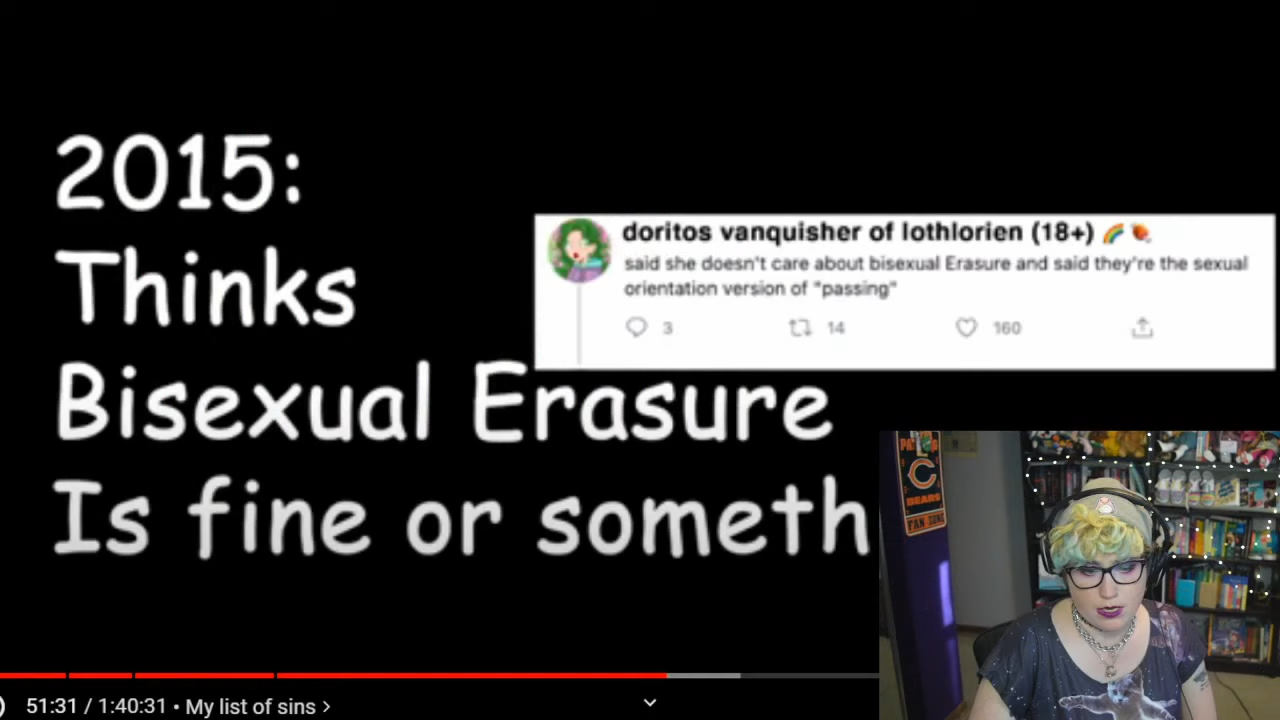 2015:
Thinks
Bisexual Erasure
Is fine or someth
doritos vanquisher of lothlorien (18+) 🌈🍖
said she doesn't care about bisexual Erasure and said they're the sexual
orientation version of "passing"
3 14 160
C
BEARS
FAN ZONE
51:31 / 1:40:31 • My list of sins >